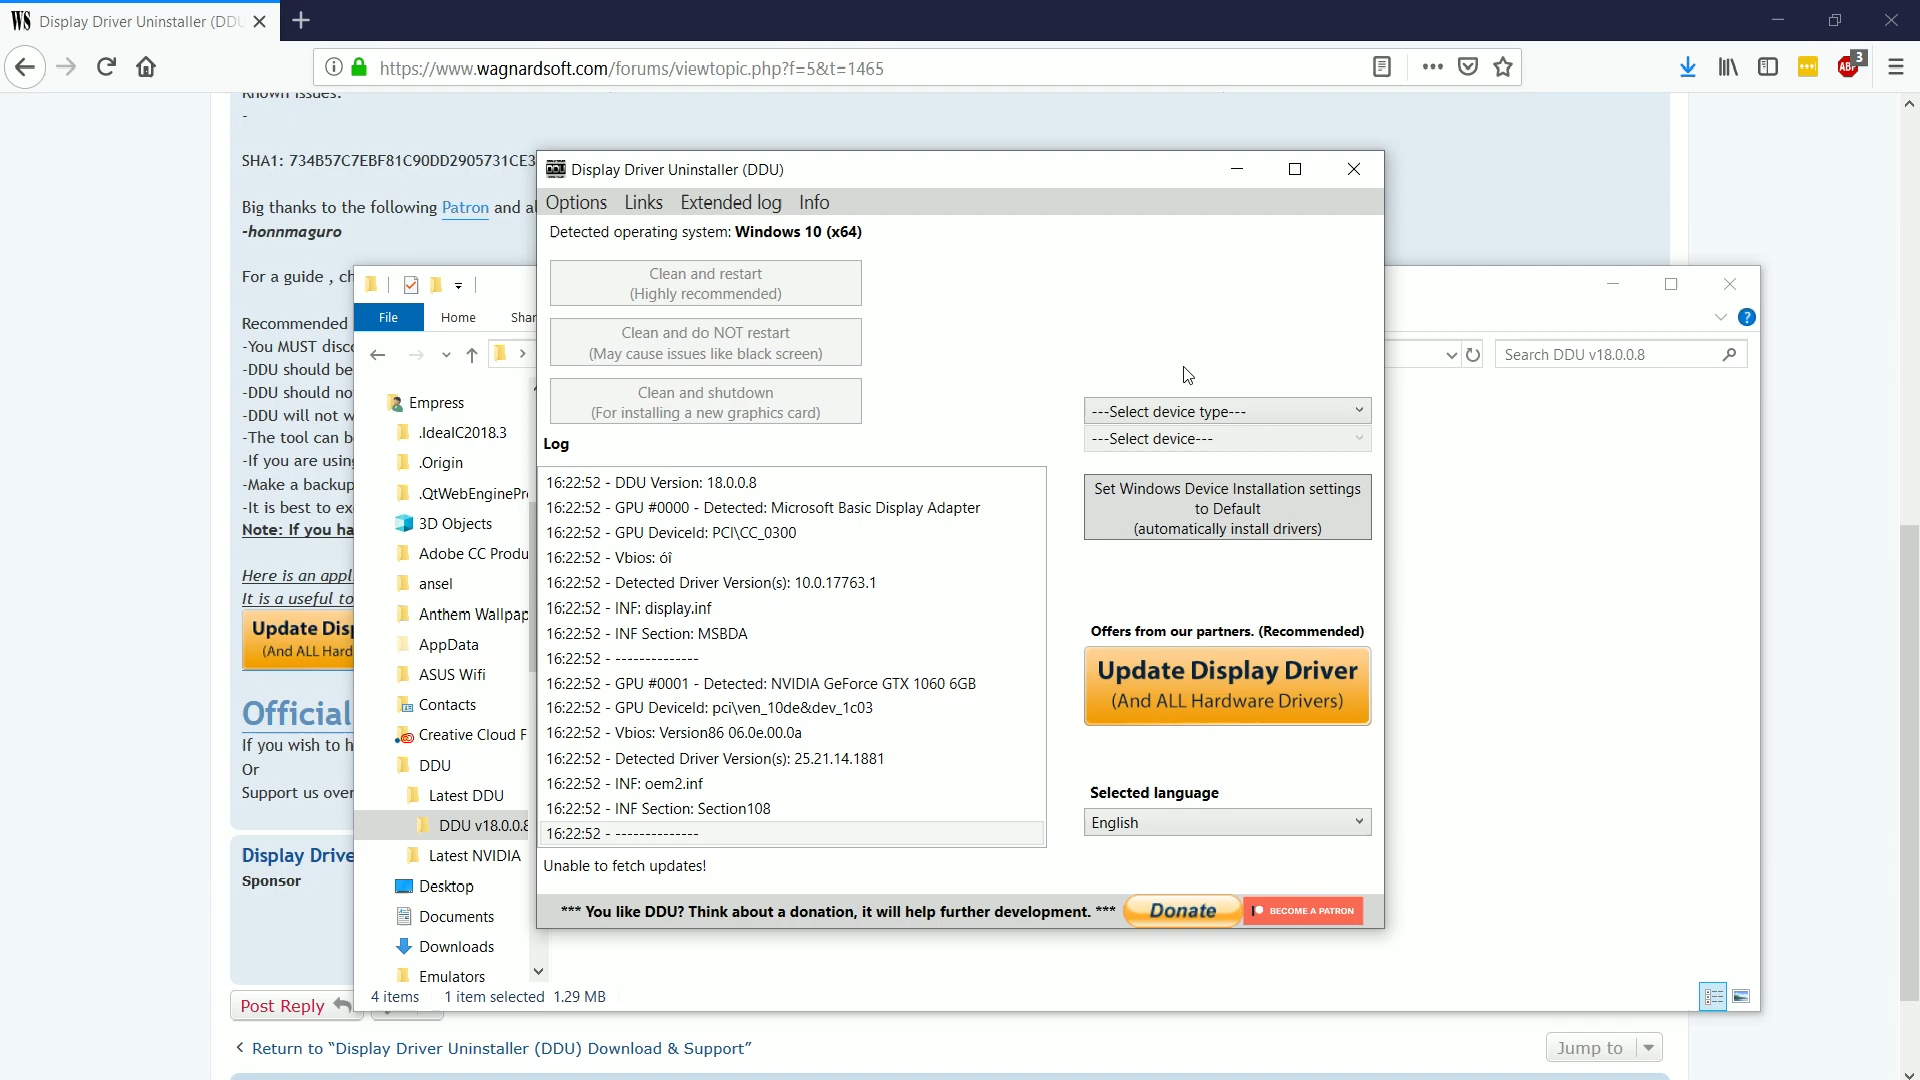 WS Display Driver Uninstaller (DDU
https://www.wagnardsoft.com/forums/viewtopic.php?f=5&t=1465
ABP
3
Known issues:
-
SHA1: 734B57C7EBF81C90DD2905731CE3
Big thanks to the following Patron and al
-honnmaguro
For a guide , ch
Recommended
-You MUST disc
-DDU should be
-DDU should no
-DDU will not w
-The tool can b
-If you are usin
-Make a backup
-It is best to ex
Note: If you ha
Here is an appl
It is a useful to
Update Disp
(And ALL Hard
Official
If you wish to h
Or
Support us over
Display Drive
Sponsor
Post Reply
Return to “Display Driver Uninstaller (DDU) Download & Support”
Jump to
File
Home
Shar
Search DDU v18.0.0.8
Empress
.IdeaIC2018.3
.Origin
.QtWebEnginePr
3D Objects
Adobe CC Produ
ansel
Anthem Wallpap
AppData
ASUS Wifi
Contacts
Creative Cloud F
DDU
Latest DDU
DDU v18.0.0.8
Latest NVIDIA
Desktop
Documents
Downloads
Emulators
4 items
1 item selected 1.29 MB
DDU Display Driver Uninstaller (DDU)
Options
Links
Extended log
Info
Detected operating system: Windows 10 (x64)
Clean and restart
(Highly recommended)
Clean and do NOT restart
(May cause issues like black screen)
Clean and shutdown
(For installing a new graphics card)
Log
16:22:52 - DDU Version: 18.0.0.8
16:22:52 - GPU #0000 - Detected: Microsoft Basic Display Adapter
16:22:52 - GPU DeviceId: PCI\CC_0300
16:22:52 - Vbios: óî
16:22:52 - Detected Driver Version(s): 10.0.17763.1
16:22:52 - INF: display.inf
16:22:52 - INF Section: MSBDA
16:22:52 - --------------
16:22:52 - GPU #0001 - Detected: NVIDIA GeForce GTX 1060 6GB
16:22:52 - GPU DeviceId: pci\ven_10de&dev_1c03
16:22:52 - Vbios: Version86 06.0e.00.0a
16:22:52 - Detected Driver Version(s): 25.21.14.1881
16:22:52 - INF: oem2.inf
16:22:52 - INF Section: Section108
16:22:52 - --------------
Unable to fetch updates!
---Select device type---
---Select device---
Set Windows Device Installation settings
to Default
(automatically install drivers)
Offers from our partners. (Recommended)
Update Display Driver
(And ALL Hardware Drivers)
Selected language
English
*** You like DDU? Think about a donation, it will help further development. ***
Donate
BECOME A PATRON